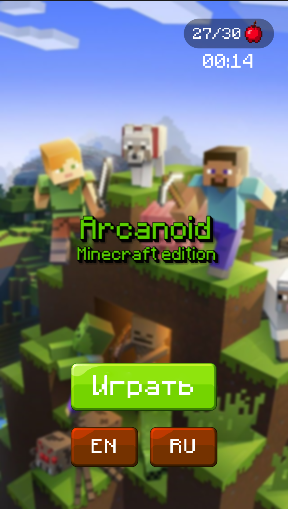 27/30
00:14
Arcanoid
Minecraft edition
Играть
EN
RU